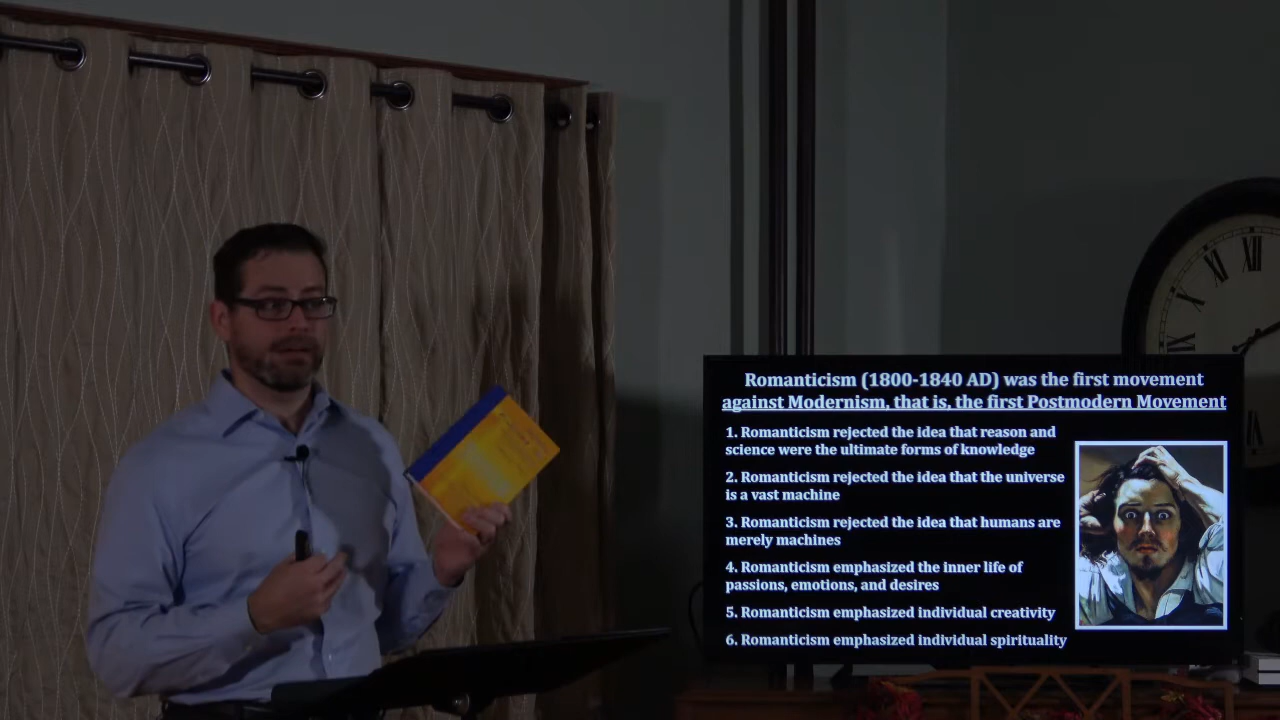 Romanticism (1800-1840 AD) was the first movement
against Modernism, that is, the first Postmodern Movement
1. Romanticism rejected the idea that reason and
science were the ultimate forms of knowledge
2. Romanticism rejected the idea that the universe
is a vast machine
3. Romanticism rejected the idea that humans are
merely machines
4. Romanticism emphasized the inner life of
passions, emotions, and desires
5. Romanticism emphasized individual creativity
6. Romanticism emphasized individual spirituality
XII
XI
X
IX